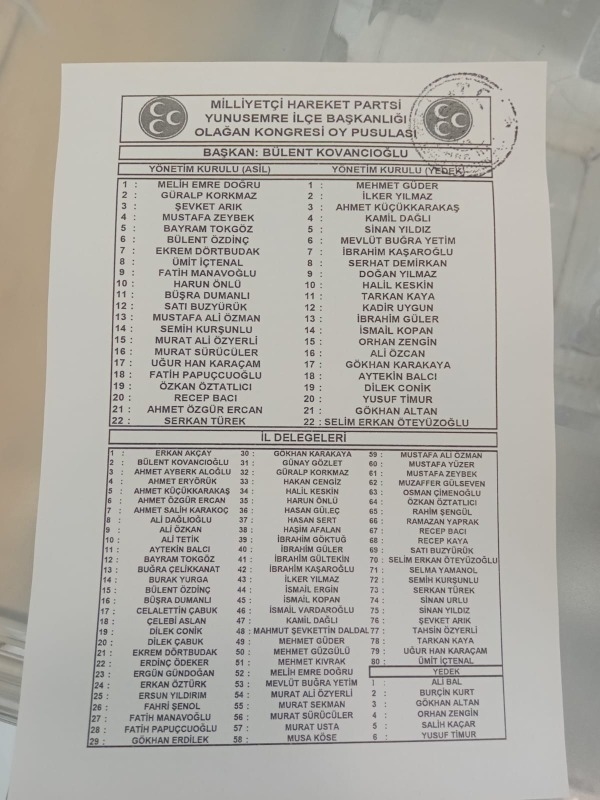 MİLLİYETÇİ HAREKET PARTSİ
YUNUSEMRE İLÇE BAŞKANLIĞI
OLAĞAN KONGRESİ OY PUSULASI
BAŞKAN: BÜLENT KOVANCIOĞLU
YÖNETİM KURULU (ASİL) YÖNETİM KURULU (YEDEK)
1 : MELİH EMRE DOĞRU 1 : MEHMET GÜDER
2 : GÜRALP KORKMAZ 2 : İLKER YILMAZ
3 : ŞEVKET ARIK 3 : AHMET KÜÇÜKKARAKAŞ
4 : MUSTAFA ZEYBEK 4 : KAMİL DAĞLI
5 : BAYRAM TOKGÖZ 5 : SİNAN YILDIZ
6 : BÜLENT ÖZDİNÇ 6 : MEVLÜT BUĞRA YETİM
7 : EKREM DÖRTBUDAK 7 : İBRAHİM KAŞAROĞLU
8 : ÜMİT İÇTENAL 8 : SERHAT DEMİRKAN
9 : FATİH MANAVOĞLU 9 : DOĞAN YILMAZ
10 : HARUN ÖNLÜ 10 : HALİL KESKİN
11 : BÜŞRA DUMANLI 11 : TARKAN KAYA
12 : SATI BUZYÜRÜK 12 : KADİR UYGUN
13 : MUSTAFA ALİ ÖZMAN 13 : İBRAHİM GÜLER
14 : SEMİH KURŞUNLU 14 : İSMAİL KOPAN
15 : MURAT ALİ ÖZYERLİ 15 : ORHAN ZENGİN
16 : MURAT SÜRÜCÜLER 16 : ALİ ÖZCAN
17 : UĞUR HAN KARAÇAM 17 : GÖKHAN KARAKAYA
18 : FATİH PAPUÇCUOĞLU 18 : AYTEKİN BALCI
19 : ÖZKAN ÖZTATLICI 19 : DİLEK CONİK
20 : RECEP BACI 20 : YUSUF TİMUR
21 : AHMET ÖZGÜR ERCAN 21 : GÖKHAN ALTAN
22 : SERKAN TÜREK 22 : SELİM ERKAN ÖTEYÜZOĞLU
İL DELEGELERİ
1 : ERKAN AKÇAY 30 : GÖKHAN KARAKAYA 59 : MUSTAFA ALİ ÖZMAN
2 : BÜLENT KOVANCIOĞLU 31 : GÜNAY GÖZLET 60 : MUSTAFA YÜZER
3 : AHMET AYBERK ALOĞLU 32 : GÜRALP KORKMAZ 61 : MUSTAFA ZEYBEK
4 : AHMET ERYÖRÜK 33 : HAKAN CENGİZ 62 : MUZAFFER GÜLSEVEN
5 : AHMET KÜÇÜKKARAKAŞ 34 : HALİL KESKİN 63 : OSMAN ÇİMENOĞLU
6 : AHMET ÖZGÜR ERCAN 35 : HARUN ÖNLÜ 64 : ÖZKAN ÖZTATLICI
7 : AHMET SALİH KARAKOÇ 36 : HASAN GÜLEÇ 65 : RAHİM ŞENGÜL
8 : ALİ DAĞLIOĞLU 37 : HASAN SERT 66 : RAMAZAN YAPRAK
9 : ALİ ÖZKAN 38 : HAŞİM AFALAN 67 : RECEP BACI
10 : ALİ TETİK 39 : İBRAHİM GÖKTUĞ 68 : RECEP KAYA
11 : AYTEKİN BALCI 40 : İBRAHİM GÜLER 69 : SATI BUZYÜRÜK
12 : BAYRAM TOKGÖZ 41 : İBRAHİM GÜLTEKİN 70 : SELİM ERKAN ÖTEYÜZOĞLU
13 : BUĞRA ÇELİKKANAT 42 : İBRAHİM KAŞAROĞLU 71 : SELMA YAMANOL
14 : BURAK YURGA 43 : İLKER YILMAZ 72 : SEMİH KURŞUNLU
15 : BÜLENT ÖZDİNÇ 44 : İSMAİL ERGİN 73 : SERKAN TÜREK
16 : BÜŞRA DUMANLI 45 : İSMAİL KOPAN 74 : SİNAN URLU
17 : CELALETTİN ÇABUK 46 : İSMAİL VARDAROĞLU 75 : SİNAN YILDIZ
18 : ÇELEBİ ASLAN 47 : KAMİL DAĞLI 76 : ŞEVKET ARIK
19 : DİLEK CONİK 48 : MAHMUT ŞEVKETTİN DALDAL 77 : TAHSİN ÖZYERLİ
20 : DİLEK ÇABUK 49 : MEHMET GÜDER 78 : TARKAN KAYA
21 : EKREM DÖRTBUDAK 50 : MEHMET GÜZGÜLÜ 79 : UĞUR HAN KARAÇAM
22 : ERDİNÇ ÖDEKER 51 : MEHMET KIVRAK 80 : ÜMİT İÇTENAL
23 : ERGÜN GÜNDOĞAN 52 : MELİH EMRE DOĞRU YEDEK
24 : ERKAN ÖZTÜRK 53 : MEVLÜT BUĞRA YETİM 1 : ALİ BAL
25 : ERSUN YILDIRIM 54 : MURAT ALİ ÖZYERLİ 2 : BURÇİN KURT
26 : FAHRİ ŞENOL 55 : MURAT SEKMAN 3 : GÖKHAN ALTAN
27 : FATİH MANAVOĞLU 56 : MURAT SÜRÜCÜLER 4 : ORHAN ZENGİN
28 : FATİH PAPUÇCUOĞLU 57 : MURAT USTA 5 : SALİH KAÇAR
29 : GÖKHAN ERDİLEK 58 : MUSA KÖSE 6 : YUSUF TİMUR